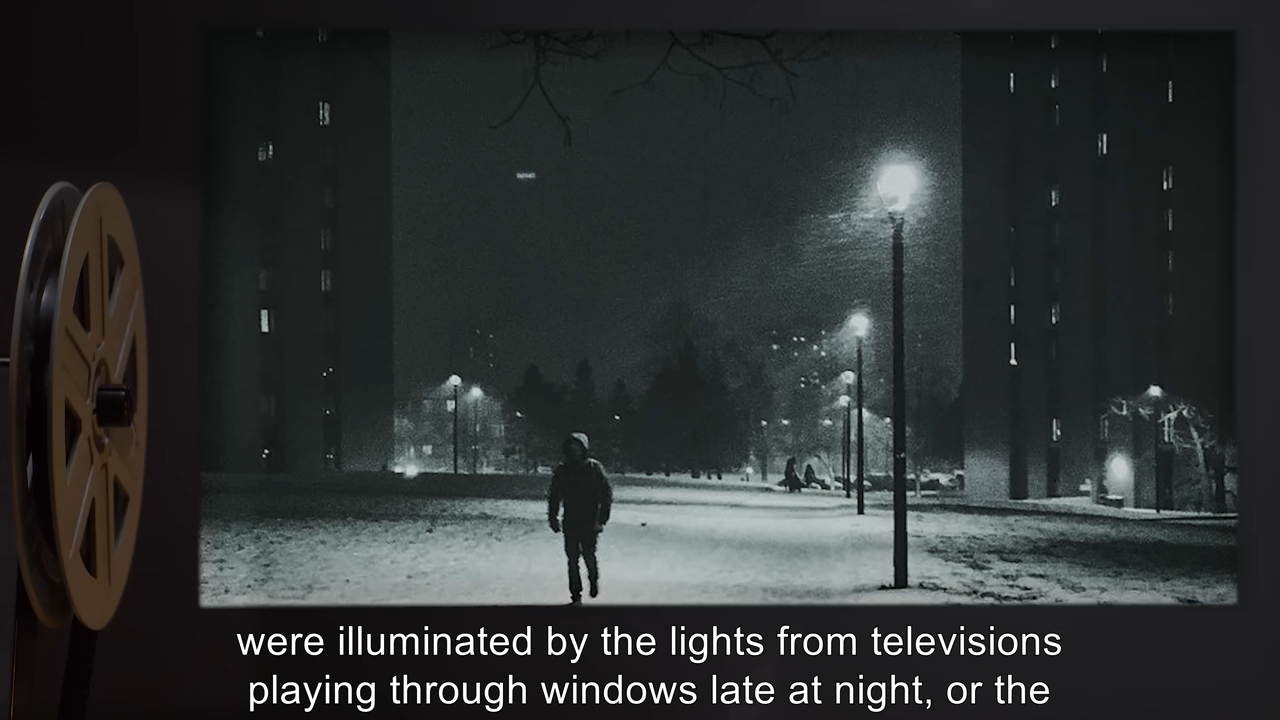 were illuminated by the lights from televisions
playing through windows late at night, or the